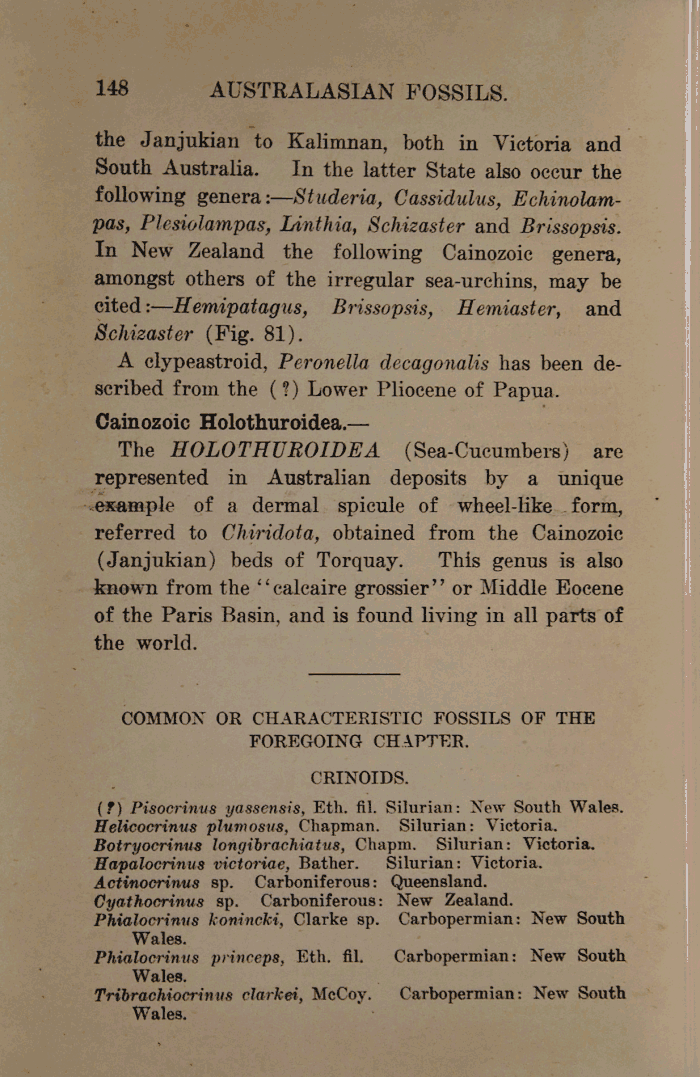 148 AUSTRALASIAN FOSSILS.
the Janjukian to Kalimnan, both in Victoria and
South Australia. In the latter State also occur the
following genera:—Studeria, Cassidulus, Echinolam-
pas, Plesiolampas, Linthia, Schizaster and Brissopsis.
In New Zealand the following Cainozoic genera,
amongst others of the irregular sea-urchins, may be
cited:—Hemipatagus, Brissopsis, Hemiaster, and
Schizaster (Fig. 81).
A clypeastroid, Peronella decagonalis has been de-
scribed from the (?) Lower Pliocene of Papua.
Cainozoic Holothuroidea.—
The HOLOTHUROIDEA (Sea-Cucumbers) are
represented in Australian deposits by a unique
example of a dermal spicule of wheel-like form,
referred to Chiridota, obtained from the Cainozoic
(Janjukian) beds of Torquay. This genus is also
known from the "calcaire grossier" or Middle Eocene
of the Paris Basin, and is found living in all parts of
the world.
COMMON OR CHARACTERISTIC FOSSILS OF THE
FOREGOING CHAPTER.
CRINOIDS.
(?) Pisocrinus yassensis, Eth. fil. Silurian: New South Wales.
Helicocrinus plumosus, Chapman. Silurian: Victoria.
Botryocrinus longibrachiatus, Chapm. Silurian: Victoria.
Hapalocrinus victoriae, Bather. Silurian: Victoria.
Actinocrinus sp. Carboniferous: Queensland.
Cyathocrinus sp. Carboniferous: New Zealand.
Phialocrinus konincki, Clarke sp. Carbopermian: New South
Wales.
Phialocrinus princeps, Eth. fil. Carbopermian: New South
Wales.
Tribrachiocrinus clarkei, McCoy. Carbopermian: New South
Wales.